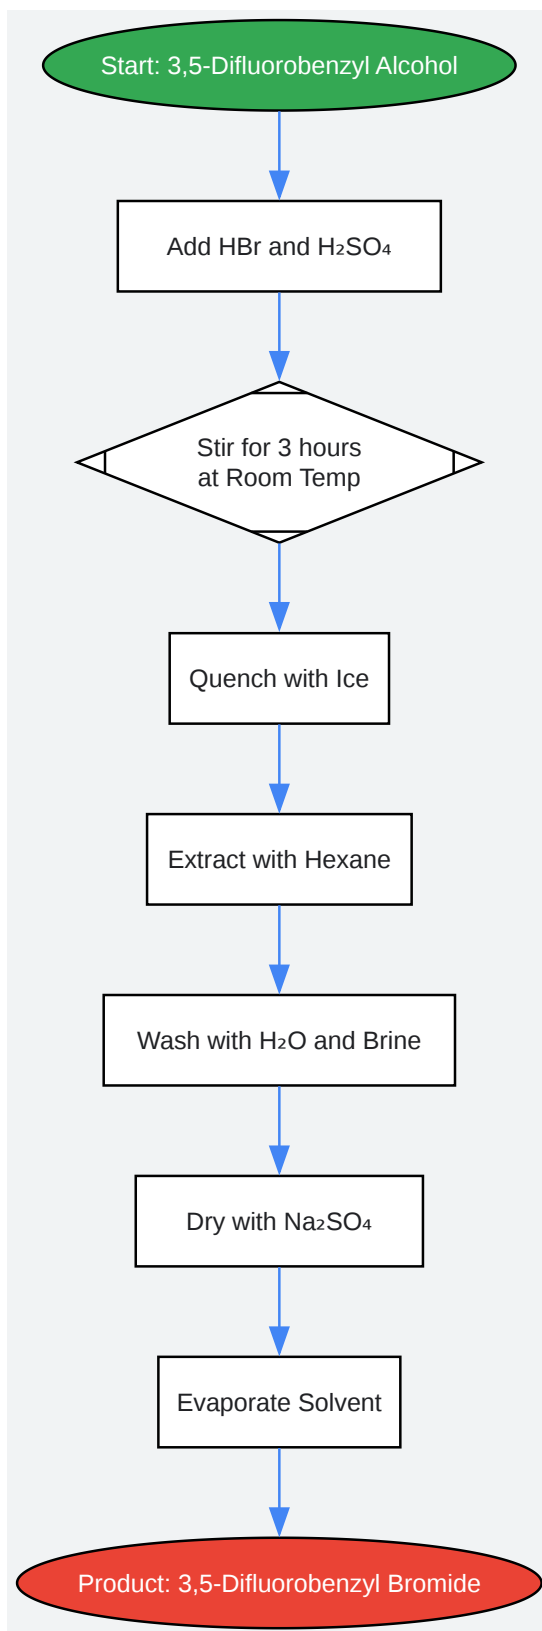 Start: 3,5-Difluorobenzyl Alcohol
Add HBr and H₂SO₄
Stir for 3 hours
at Room Temp
Quench with Ice
Extract with Hexane
Wash with H₂O and Brine
Dry with Na₂SO₄
Evaporate Solvent
Product: 3,5-Difluorobenzyl Bromide